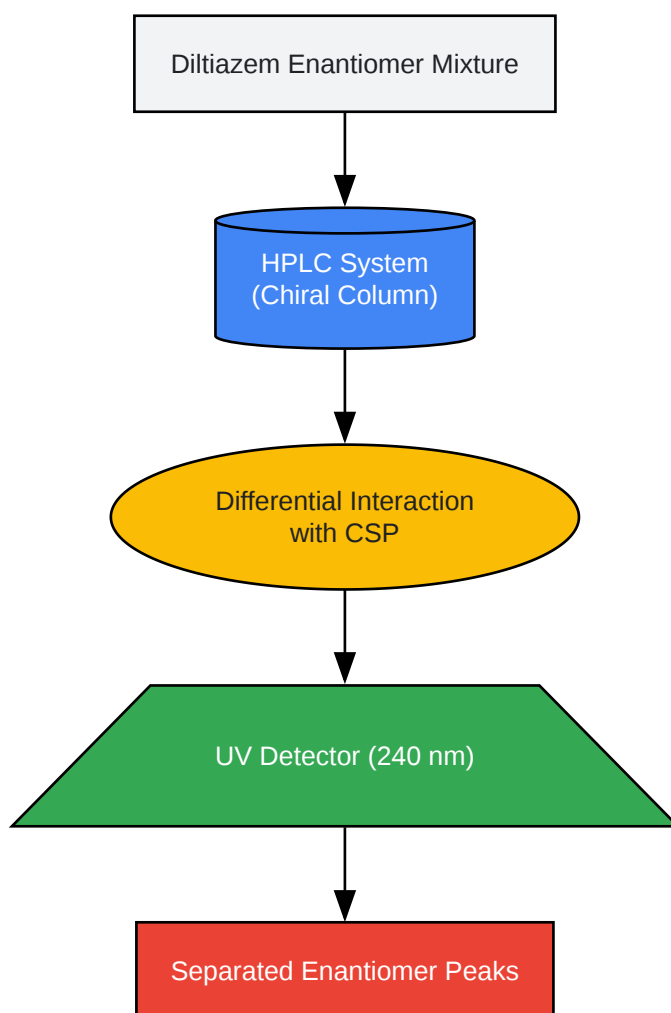 Diltiazem Enantiomer Mixture
HPLC System
(Chiral Column)
Differential Interaction
with CSP
UV Detector (240 nm)
Separated Enantiomer Peaks